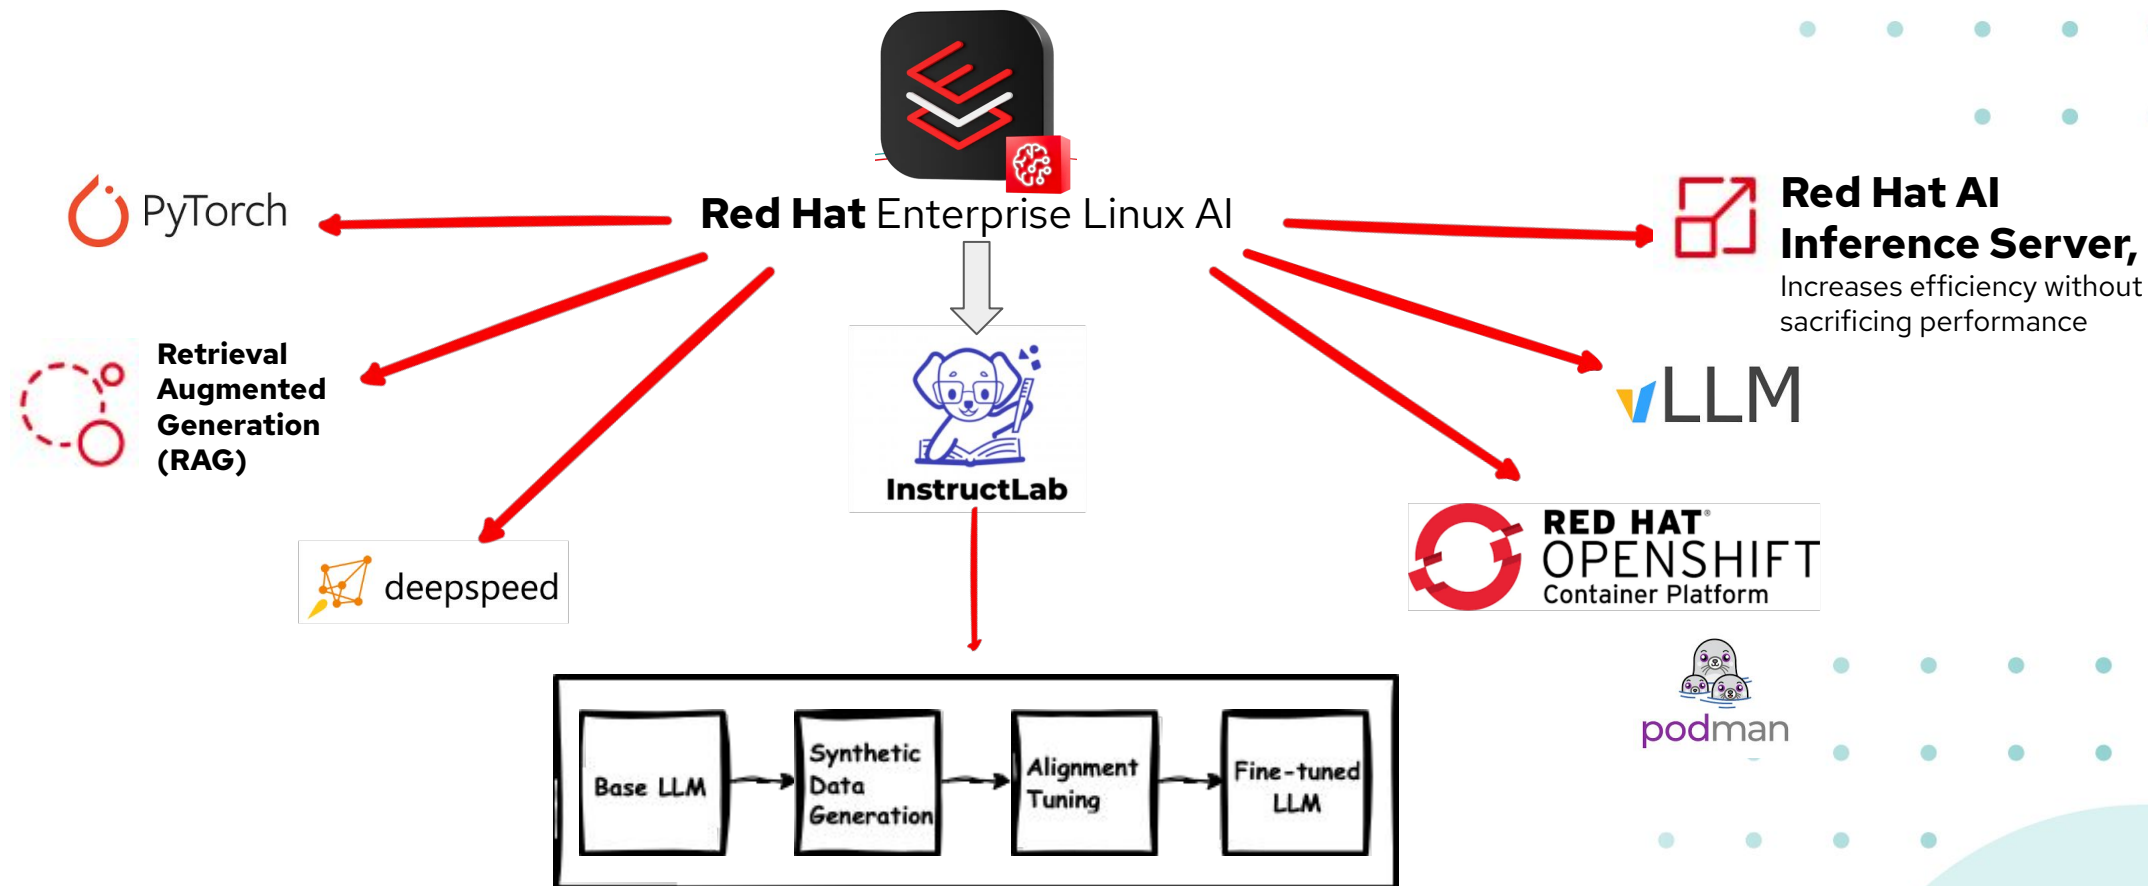 Red Hat Enterprise Linux AI
PyTorch
Retrieval
Augmented
Generation
(RAG)
deepspeed
InstructLab
Red Hat AI
Inference Server,
Increases efficiency without
sacrificing performance
vLLM
RED HAT®
OPENSHIFT
Container Platform
podman
Base LLM
Synthetic
Data
Generation
Alignment
Tuning
Fine-tuned
LLM